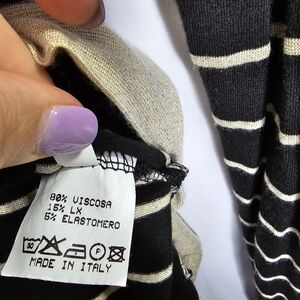 80% VISCOSA
15% LX
5% ELASTOMERO
MADE IN ITALY